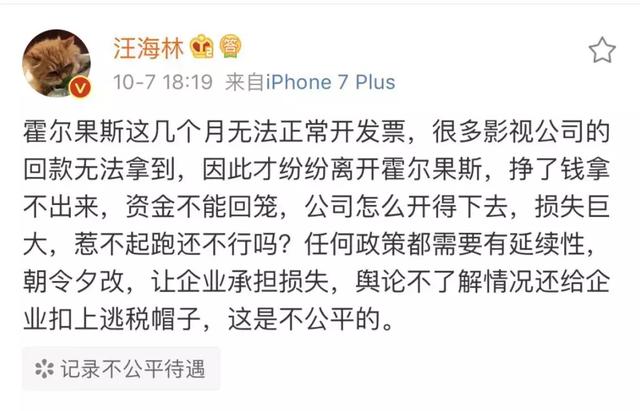 汪海林 答
10-7 18:19 来自iPhone 7 Plus
霍尔果斯这几个月无法正常开发票，很多影视公司的
回款无法拿到，因此才纷纷离开霍尔果斯，挣了钱拿
不出来，资金不能回笼，公司怎么开得下去，损失巨
大，惹不起跑还不行吗？任何政策都需要有延续性，
朝令夕改，让企业承担损失，舆论不了解情况还给企
业扣上逃税帽子，这是不公平的。
记录不公平待遇